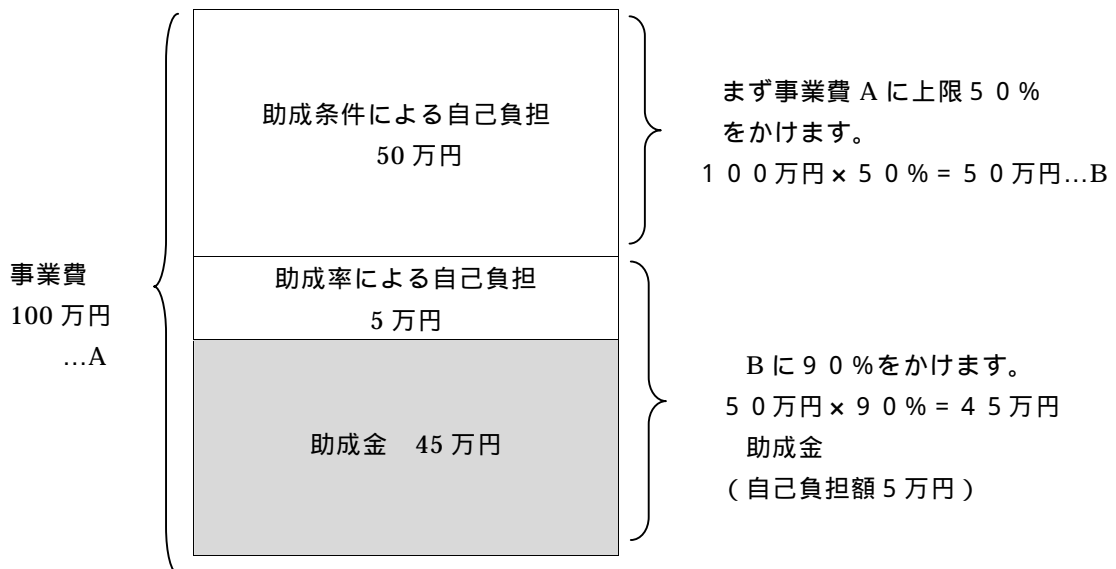 事業費
100 万円
…A
助成条件による自己負担
50 万円
助成率による自己負担
5 万円
助成金　45 万円
まず事業費 A に上限５０%
をかけます。
１００万円×５０%=５０万円…B
B に９０%をかけます。
５０万円×９０%=４５万円
助成金
(自己負担額５万円)